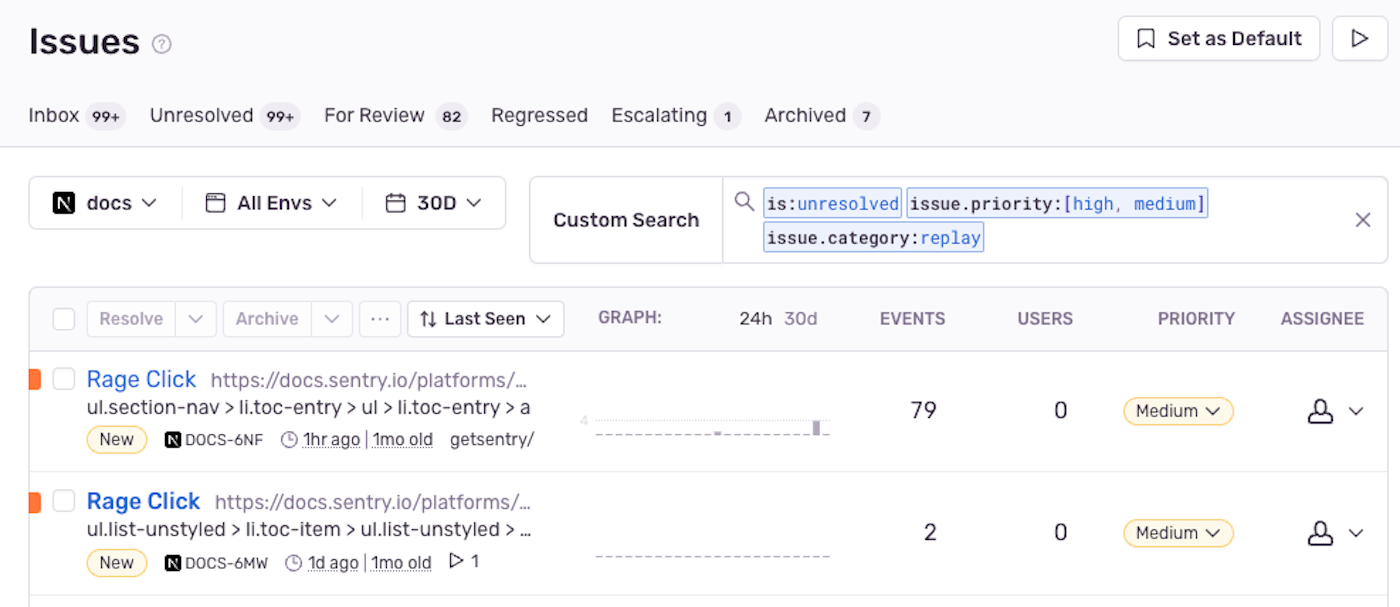 Issues ?
Set as Default
Inbox 99+ Unresolved 99+ For Review 82 Regressed Escalating 1 Archived 7
N docs All Envs 30D
Custom Search
is:unresolved issue.priority:[high, medium]
issue.category:replay
Resolve Archive ... Last Seen GRAPH: 24h 30d EVENTS USERS PRIORITY ASSIGNEE
Rage Click https://docs.sentry.io/platforms/...
ul.section-nav > li.toc-entry > ul > li.toc-entry > a
4
79 0 Medium
New N DOCS-6NF 1hr ago | 1mo old getsentry/
Rage Click https://docs.sentry.io/platforms/...
ul.list-unstyled > li.toc-item > ul.list-unstyled > ...
2 0 Medium
New N DOCS-6MW 1d ago | 1mo old 1